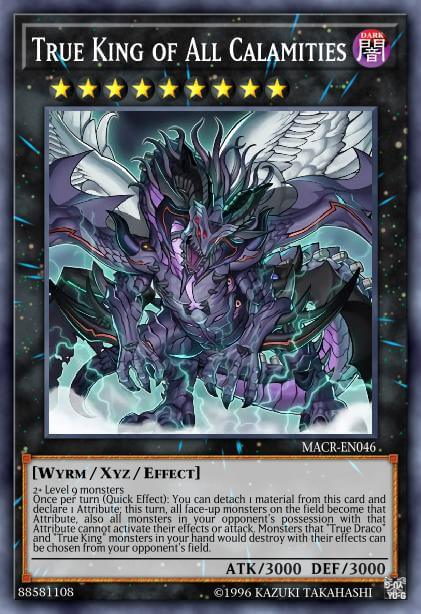 TRUE KING OF ALL CALAMITIES
DARK
闇
MACR-EN046
[WYRM / XYZ / EFFECT]
2+ Level 9 monsters
Once per turn (Quick Effect): You can detach 1 material from this card and
declare 1 Attribute; this turn, all face-up monsters on the field become that
Attribute, also all monsters in your opponent's possession with that
Attribute cannot activate their effects or attack. Monsters that "True Draco"
and "True King" monsters in your hand would destroy with their effects can
be chosen from your opponent's field.
ATK/3000 DEF/3000
88581108
©1996 KAZUKI TAKAHASHI